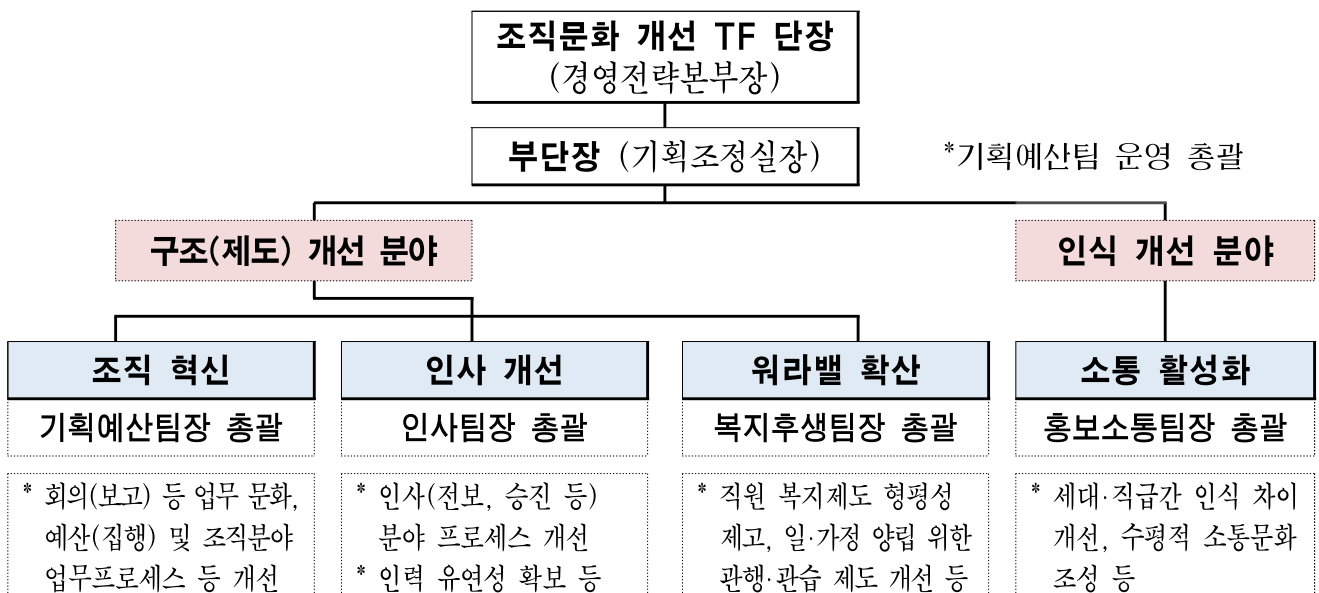 조직문화 개선 TF 단장
(경영전략본부장)
부단장 (기획조정실장)
*기획예산팀 운영 총괄
구조(제도) 개선 분야
인식 개선 분야
조직 혁신
기획예산팀장 총괄
* 회의(보고) 등 업무 문화,
예산(집행) 및 조직분야
업무프로세스 등 개선
인사 개선
인사팀장 총괄
* 인사(전보, 승진 등)
분야 프로세스 개선
* 인력 유연성 확보 등
워라밸 확산
복지후생팀장 총괄
* 직원 복지제도 형평성
제고, 일·가정 양립 위한
관행·관습 제도 개선 등
소통 활성화
홍보소통팀장 총괄
* 세대·직급간 인식 차이
개선, 수평적 소통문화
조성 등